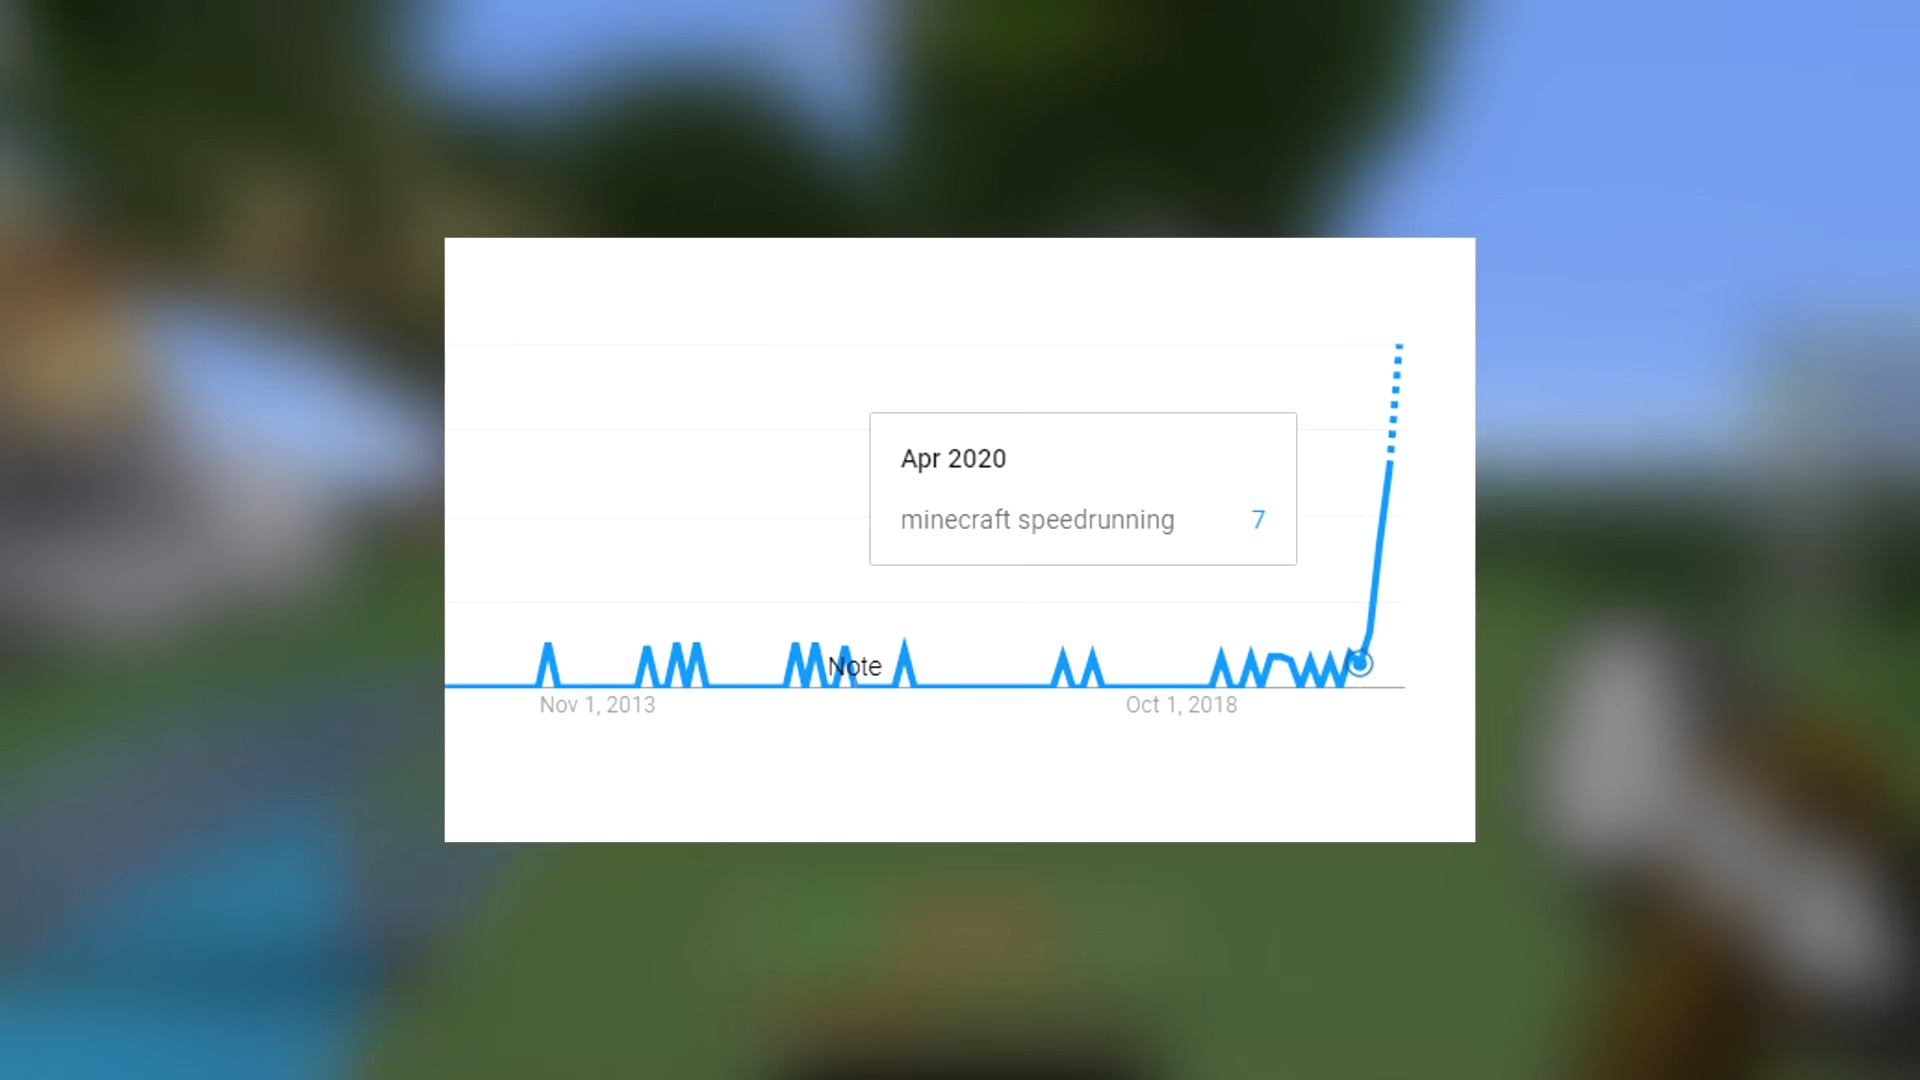 Apr 2020
minecraft speedrunning 7
Note
Nov 1, 2013 Oct 1, 2018